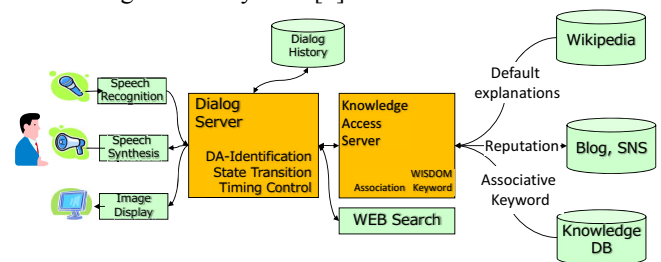 Dialog
History
Wikipedia
Speech
Recognition
Dialog
Server
DA-Identification
State Transition
Timing Control
Knowledge
Access
Server
WISDOM
Association Keyword
Default
explanations
Speech
Synthesis
Reputation
Blog, SNS
Associative
Keyword
Image
Display
WEB Search
Knowledge
DB